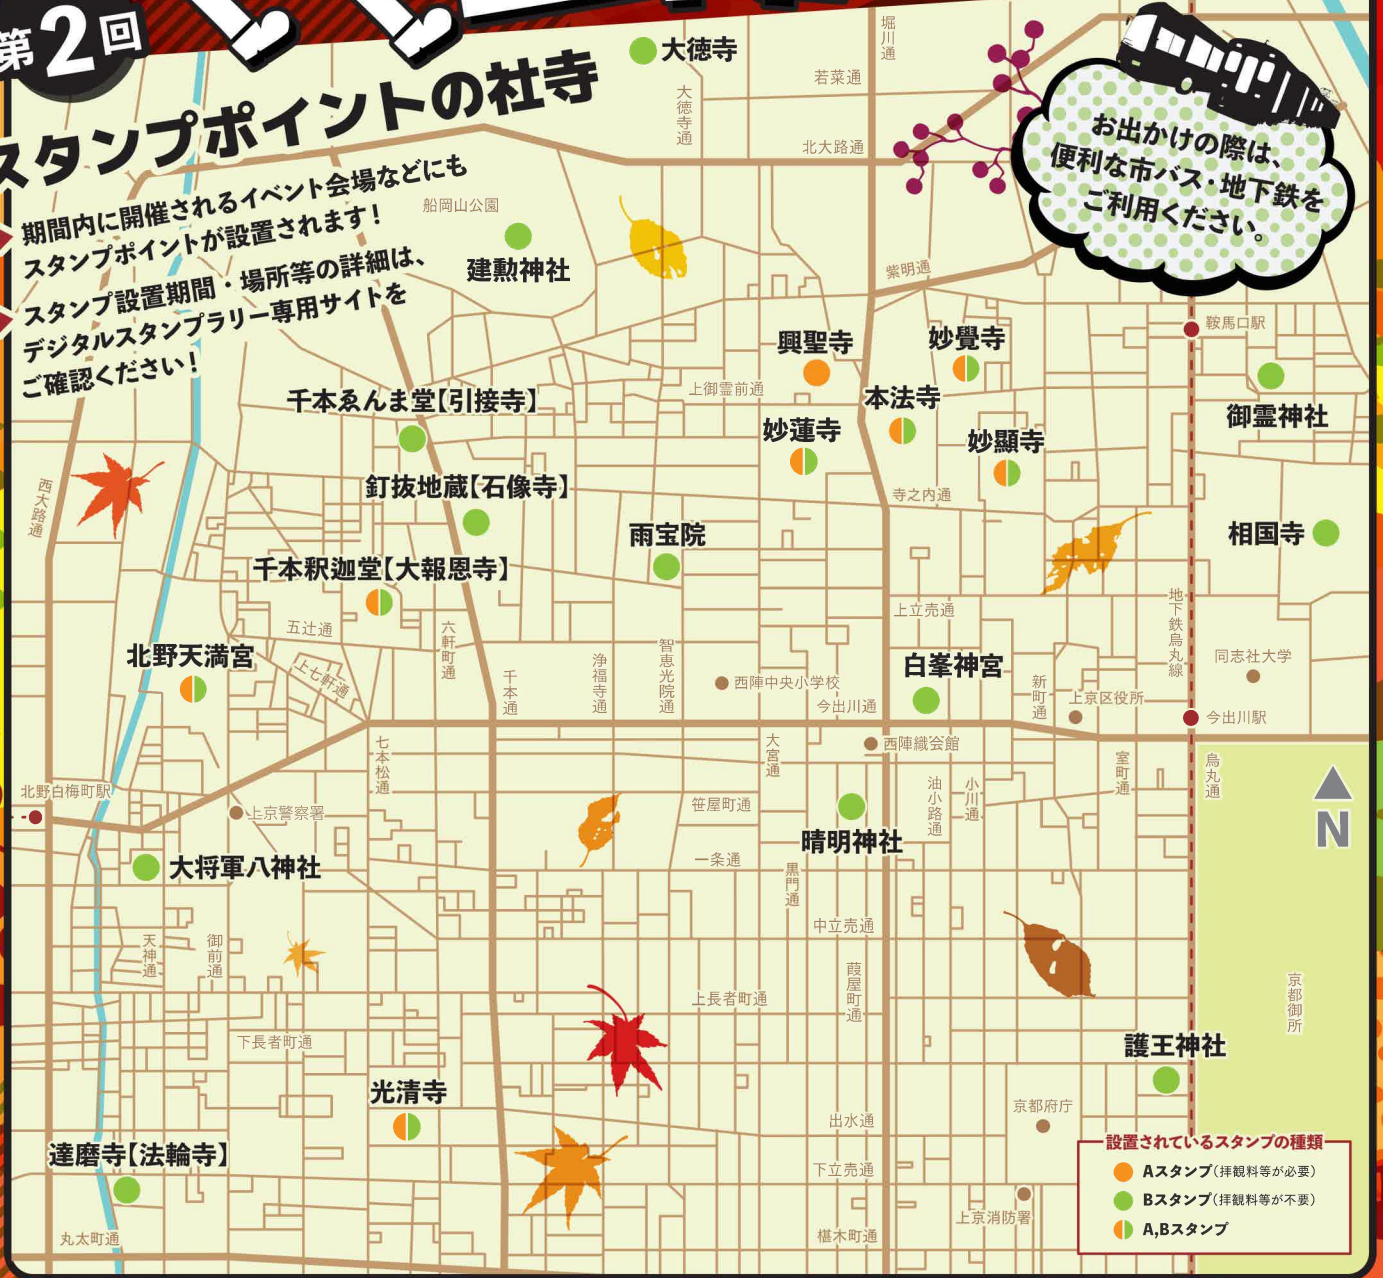 第2回
スタンプポイントの社寺
期間内に開催されるイベント会場などにも
スタンプポイントが設置されます！
スタンプ設置期間・場所等の詳細は、
デジタルスタンプラリー専用サイトを
ご確認ください！
お出かけの際は、
便利な市バス・地下鉄を
ご利用ください。
大徳寺
堀川通
若菜通
大徳寺通
北大路通
船岡山公園
建勲神社
紫明通
鞍馬口駅
興聖寺
妙覺寺
上御霊前通
本法寺
御霊神社
千本ゑんま堂【引接寺】
妙蓮寺
妙顯寺
西大路通
釘抜地蔵【石像寺】
寺之内通
雨宝院
相国寺
千本釈迦堂【大報恩寺】
上立売通
地下鉄烏丸線
五辻通
六軒町通
北野天満宮
上七軒通
千本通
浄福寺通
智恵光院通
西陣中央小学校
白峯神宮
同志社大学
新町通
上京区役所
今出川通
今出川駅
七本松通
大宮通
西陣織会館
室町通
烏丸通
北野白梅町駅
上京警察署
笹屋町通
油小路通
小川通
N
晴明神社
大将軍八神社
一条通
黒門通
中立売通
天神通
御前通
葭屋町通
上長者町通
京都御所
下長者町通
護王神社
光清寺
京都府庁
出水通
達磨寺【法輪寺】
下立売通
上京消防署
丸太町通
椹木町通
設置されているスタンプの種類
Aスタンプ（拝観料等が必要）
Bスタンプ（拝観料等が不要）
A,Bスタンプ